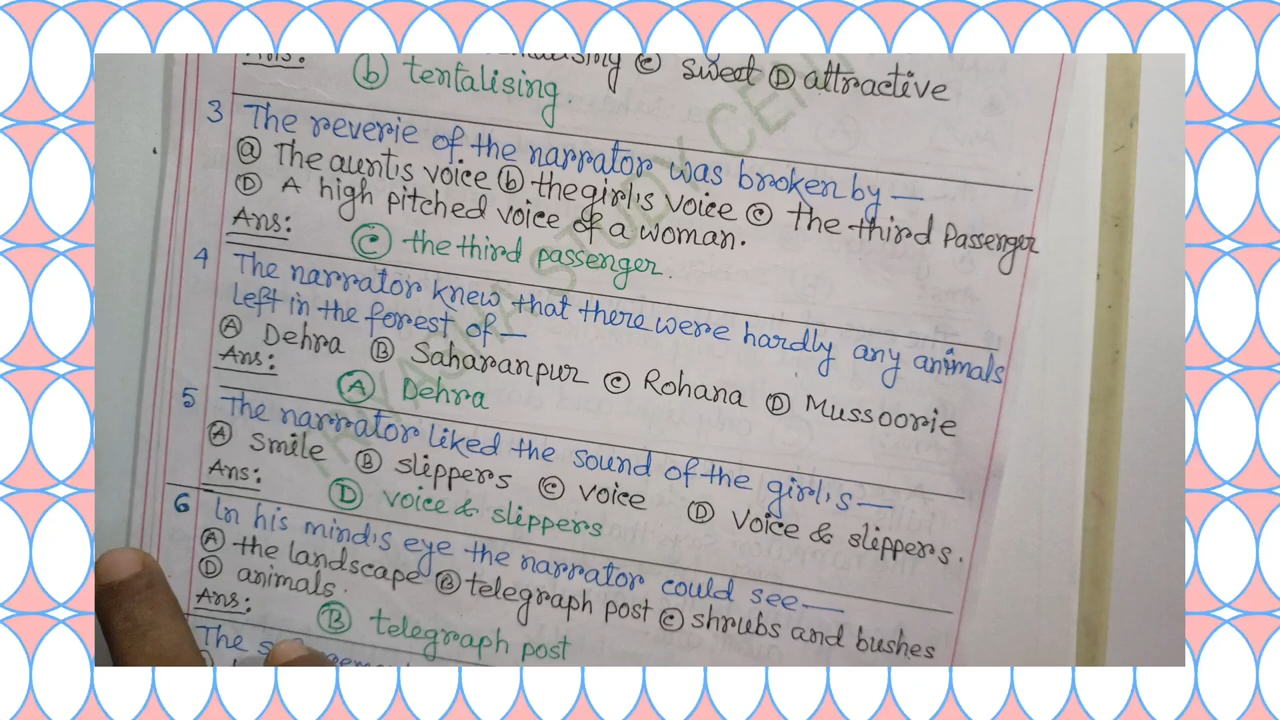 Ans: sweet D attractive
b tentalising.
3 The reverie of the narrator was broken by —
a The aunt's voice b the girl's voice c the third Passenger
D A high pitched voice of a woman.
Ans: C the third passenger.
4 The narrator knew that there were hardly any animals
Left in the forest of —
A Dehra B Saharanpur C Rohana D Mussoorie
Ans: A Dehra
5 The narrator liked the sound of the girl's —
A smile B slippers C voice D voice & slippers.
Ans: D voice & slippers
6 In his mind's eye the narrator could see —
A the landscape B telegraph post C shrubs and bushes
D animals.
Ans: B telegraph post
The